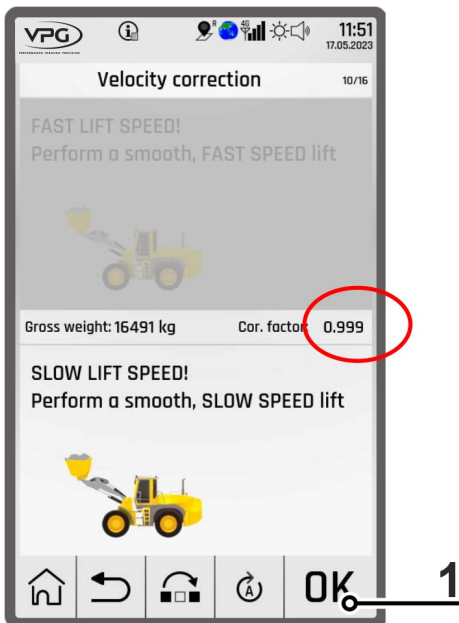 VPG
4G
R
11:51
17.05.2023
Velocity correction
10/16
FAST LIFT SPEED!
Perform a smooth, FAST SPEED lift
Gross weight: 16491 kg
Cor. factor:
0.999
SLOW LIFT SPEED!
Perform a smooth, SLOW SPEED lift
A
OK
1